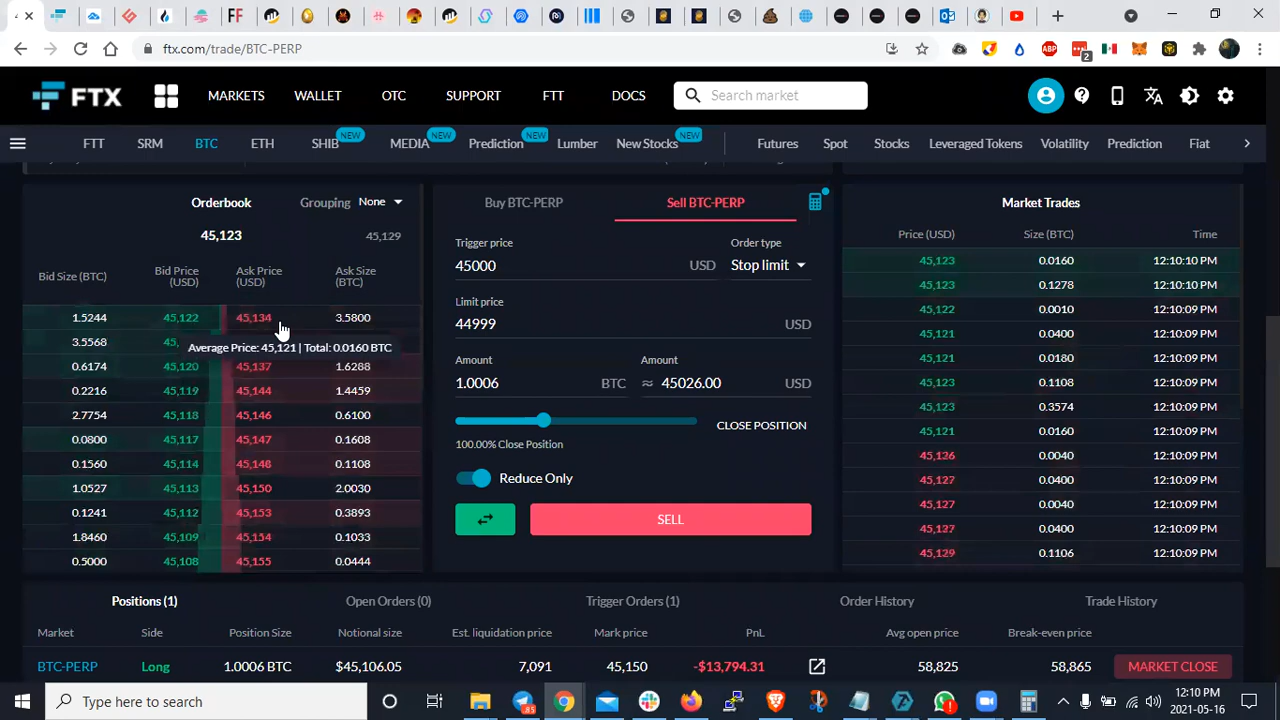 ftx.com/trade/BTC-PERP
2
FTX MARKETS WALLET OTC SUPPORT FTT DOCS Search market
FTT SRM BTC ETH SHIB NEW MEDIA NEW Prediction NEW Lumber New Stocks NEW Futures Spot Stocks Leveraged Tokens Volatility Prediction Fiat
Orderbook Grouping None
45,123 45,129
Bid Size (BTC) Bid Price (USD) Ask Price (USD) Ask Size (BTC)
1.5244 45,122 45,134 3.5800
3.5568 45,
Average Price: 45,121 | Total: 0.0160 BTC
0.6174 45,120 45,137 1.6288
0.2216 45,119 45,144 1.4459
2.7754 45,118 45,146 0.6100
0.0800 45,117 45,147 0.1608
0.1560 45,114 45,148 0.1108
1.0527 45,113 45,150 2.0030
0.1241 45,112 45,153 0.3893
1.8460 45,109 45,154 0.1033
0.5000 45,108 45,155 0.0444
Buy BTC-PERP Sell BTC-PERP
Trigger price Order type
45000 USD Stop limit
Limit price
44999 USD
Amount Amount
1.0006 BTC ≈ 45026.00 USD
CLOSE POSITION
100.00% Close Position
Reduce Only
SELL
Market Trades
Price (USD) Size (BTC) Time
45,123 0.0160 12:10:10 PM
45,123 0.1278 12:10:10 PM
45,122 0.0010 12:10:09 PM
45,121 0.0400 12:10:09 PM
45,121 0.0180 12:10:09 PM
45,123 0.1108 12:10:09 PM
45,123 0.3574 12:10:09 PM
45,121 0.0160 12:10:09 PM
45,126 0.0040 12:10:09 PM
45,127 0.0400 12:10:09 PM
45,127 0.0040 12:10:09 PM
45,127 0.0400 12:10:09 PM
45,129 0.1106 12:10:09 PM
Positions (1) Open Orders (0) Trigger Orders (1) Order History Trade History
Market Side Position Size Notional size Est. liquidation price Mark price PnL Avg open price Break-even price
BTC-PERP Long 1.0006 BTC $45,106.05 7,091 45,150 -$13,794.31 58,825 58,865 MARKET CLOSE
Type here to search
12:10 PM
2021-05-16